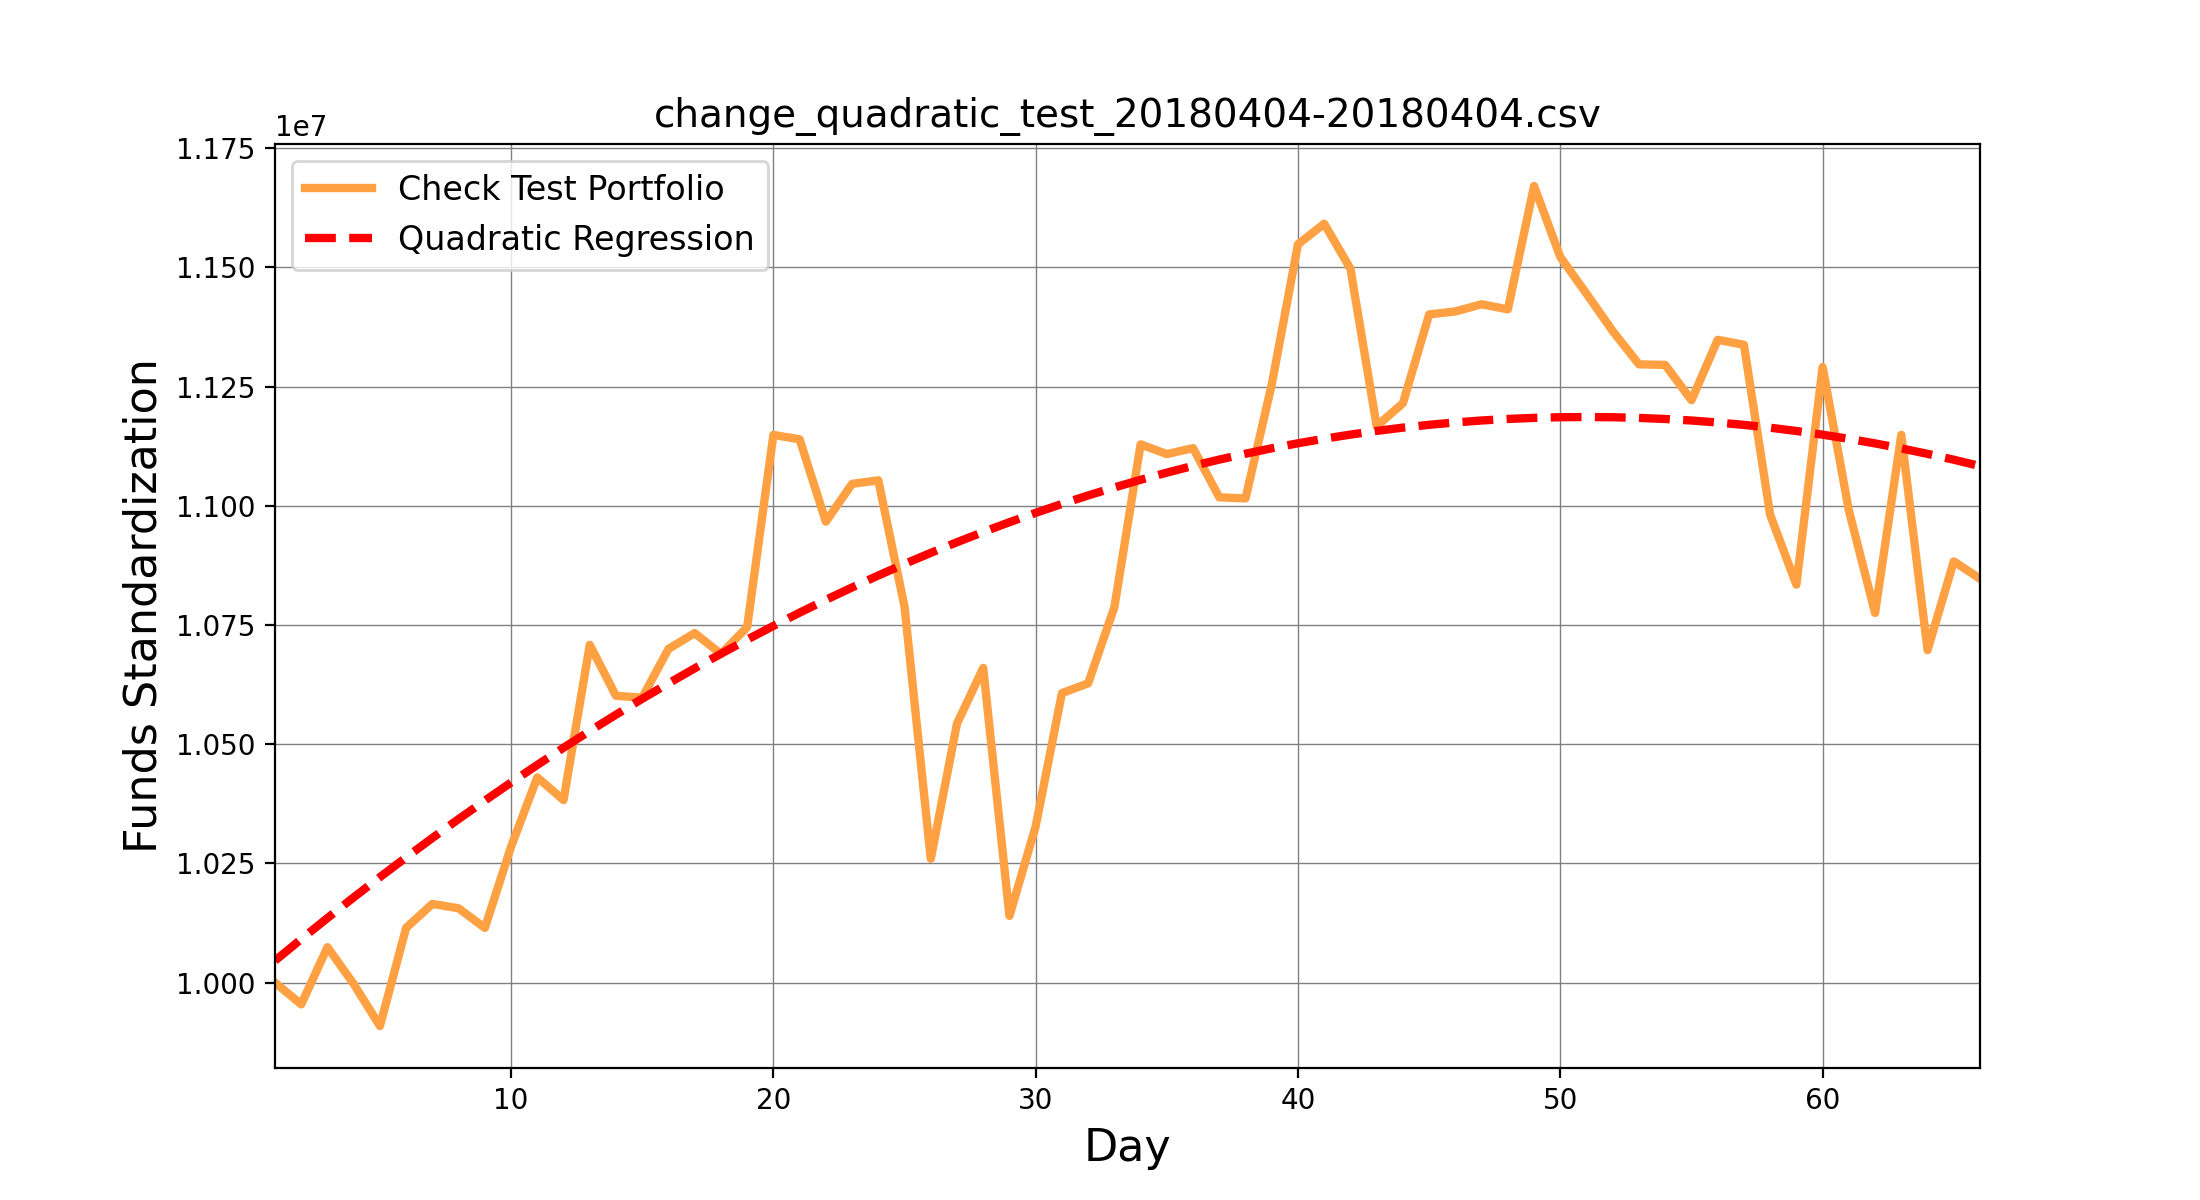 change_quadratic_test_20180404-20180404.csv
1e7
Check Test Portfolio
Quadratic Regression
Funds Standardization
1.175
1.150
1.125
1.100
1.075
1.050
1.025
1.000
10 20 30 40 50 60
Day